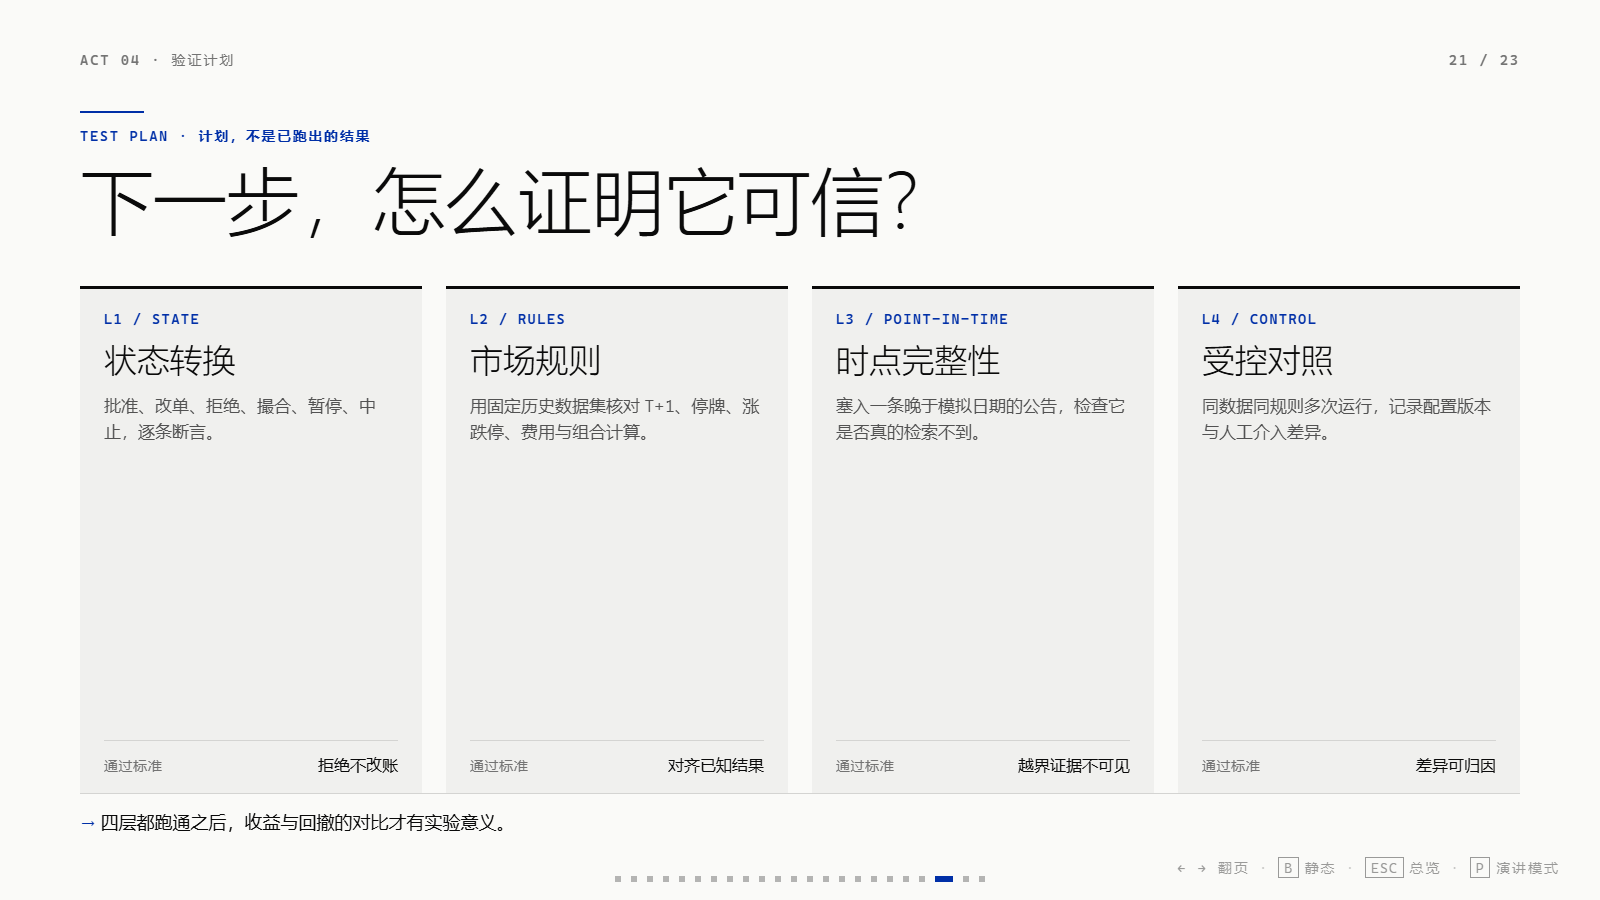 ACT 04 · 验证计划
21 / 23
TEST PLAN · 计划，不是已跑出的结果
下一步，怎么证明它可信？
L1 / STATE
状态转换
批准、改单、拒绝、撮合、暂停、中
止，逐条断言。
通过标准
拒绝不改账
L2 / RULES
市场规则
用固定历史数据集核对 T+1、停牌、涨
跌停、费用与组合计算。
通过标准
对齐已知结果
L3 / POINT-IN-TIME
时点完整性
塞入一条晚于模拟日期的公告，检查它
是否真的检索不到。
通过标准
越界证据不可见
L4 / CONTROL
受控对照
同数据同规则多次运行，记录配置版本
与人工介入差异。
通过标准
差异可归因
→ 四层都跑通之后，收益与回撤的对比才有实验意义。
← → 翻页 · B 静态 · ESC 总览 · P 演讲模式